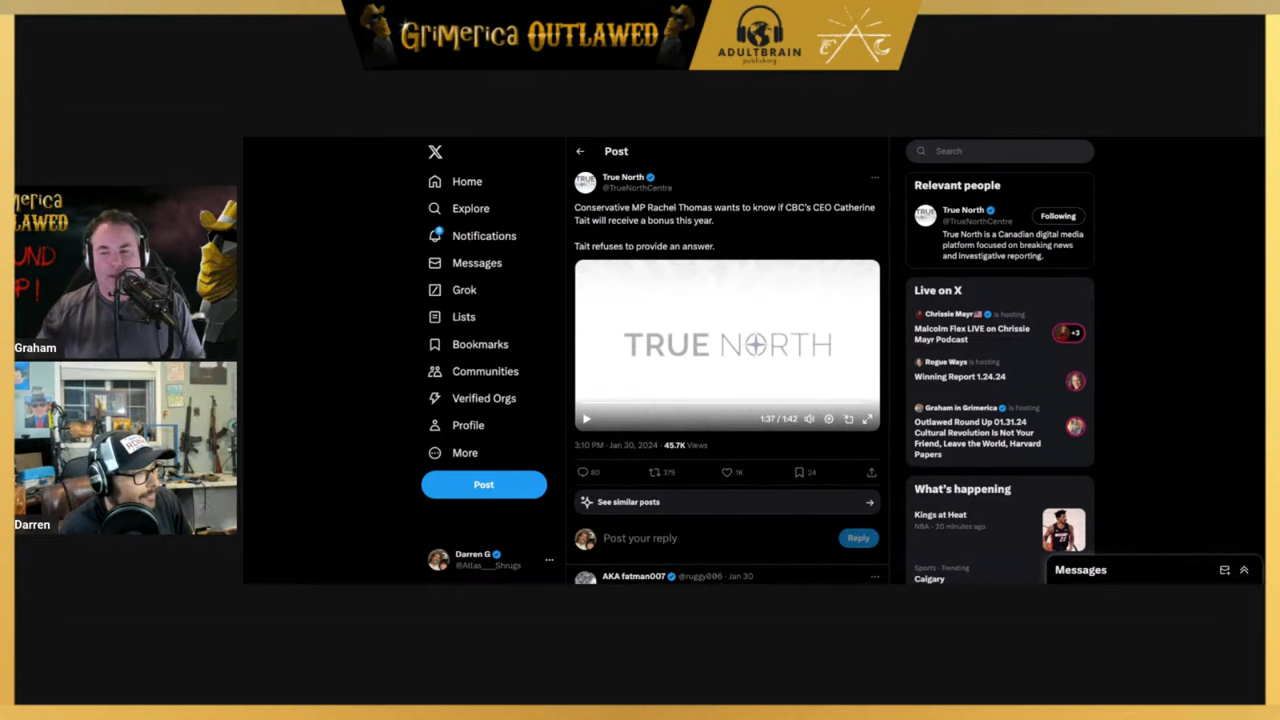 GRIMERICA OUTLAWED
ADULTBRAIN
publishing
merica
LAWED
UND
P!
Graham
Darren
Home
Explore
Notifications
Messages
Grok
Lists
Bookmarks
Communities
Verified Orgs
Profile
More
Post
Darren G
@Atlas___Shrugs
Post
True North
@TrueNorthCentre
Conservative MP Rachel Thomas wants to know if CBC's CEO Catherine
Tait will receive a bonus this year.
Tait refuses to provide an answer.
TRUE NORTH
1:37 / 1:42
3:10 PM · Jan 30, 2024 · 45.7K Views
80 379 1K 24
See similar posts
Post your reply
Reply
AKA fatman007 @ruggy006 · Jan 30
Search
Relevant people
True North
@TrueNorthCentre
Following
True North is a Canadian digital media
platform focused on breaking news
and investigative reporting.
Live on X
Chrissie Mayr is hosting
Malcolm Flex LIVE on Chrissie
Mayr Podcast
+3
Rogue Ways is hosting
Winning Report 1.24.24
Graham in Grimerica is hosting
Outlawed Round Up 01.31.24
Cultural Revolution Is Not Your
Friend, Leave the World, Harvard
Papers
What's happening
Kings at Heat
NBA · 20 minutes ago
Sports · Trending
Calgary
Messages